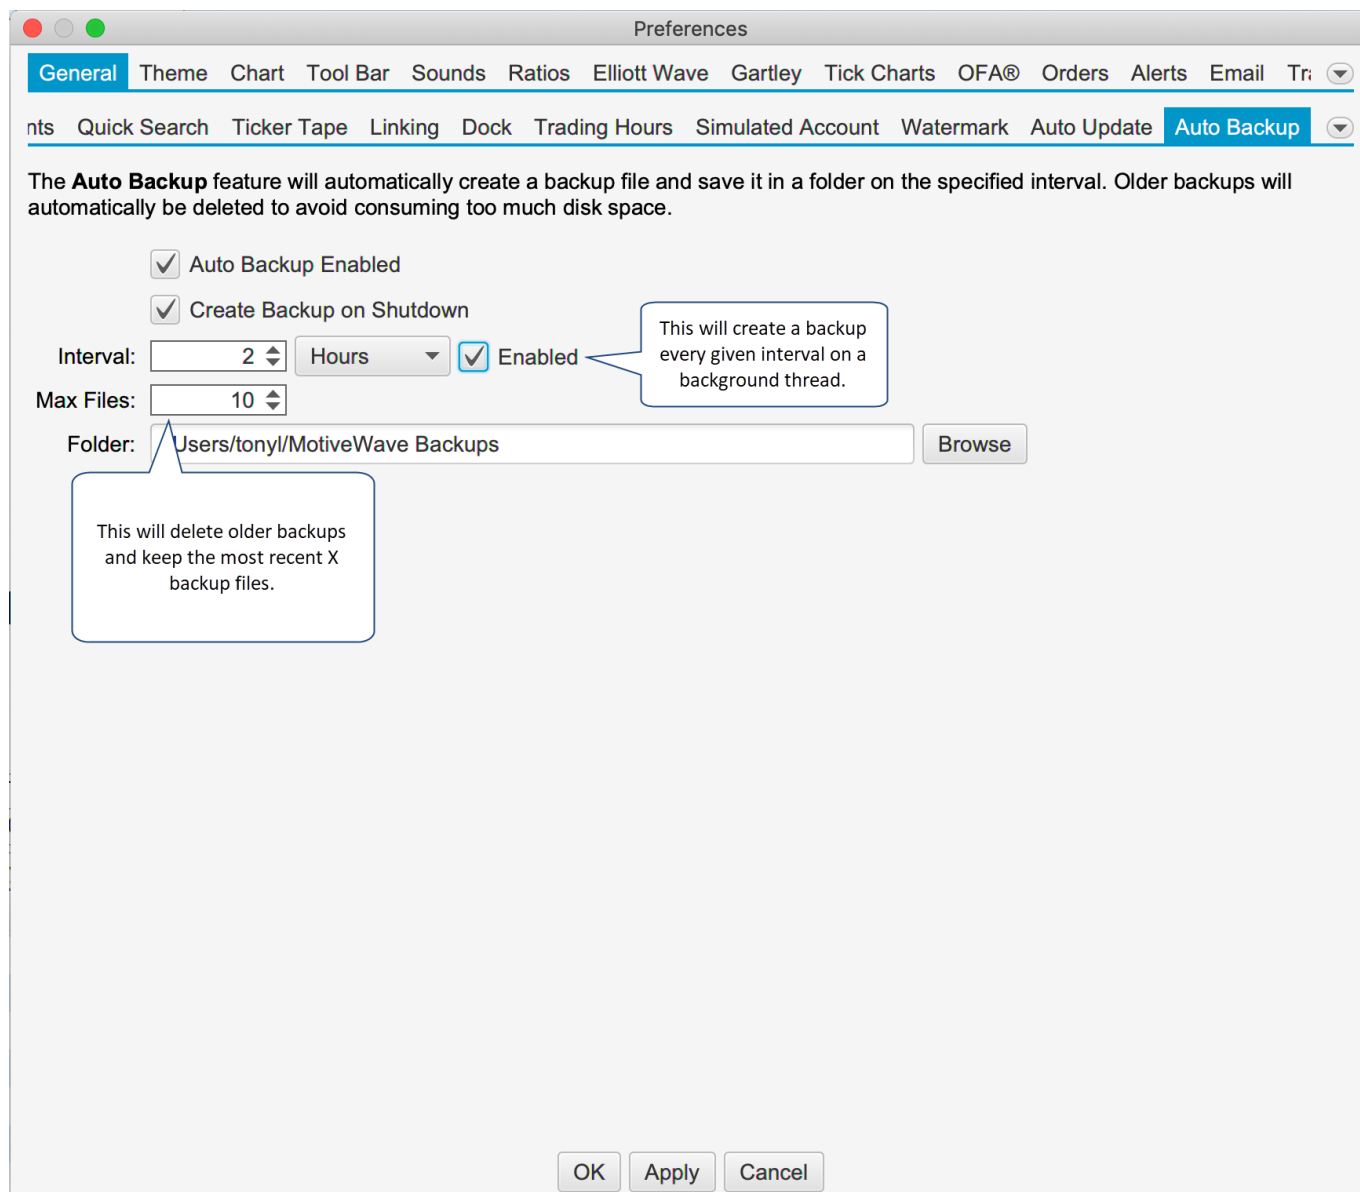 Preferences
General Theme Chart Tool Bar Sounds Ratios Elliott Wave Gartley Tick Charts OFA® Orders Alerts Email
Quick Search Ticker Tape Linking Dock Trading Hours Simulated Account Watermark Auto Update Auto Backup
The Auto Backup feature will automatically create a backup file and save it in a folder on the specified interval. Older backups will
automatically be deleted to avoid consuming too much disk space.
Auto Backup Enabled
Create Backup on Shutdown
Interval: 2 Hours Enabled
This will create a backup
every given interval on a
background thread.
Max Files: 10
Folder: Users/tonyl/MotiveWave Backups Browse
This will delete older backups
and keep the most recent X
backup files.
OK Apply Cancel